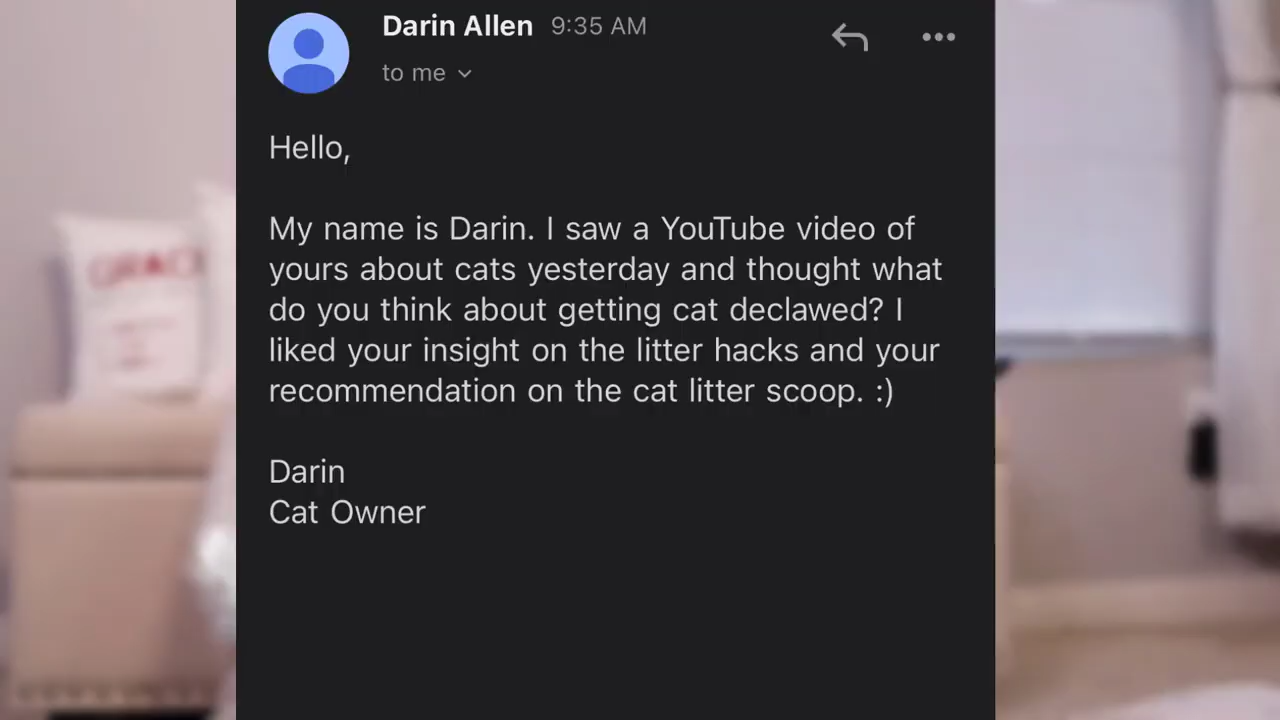 Darin Allen 9:35 AM
to me
Hello,
My name is Darin. I saw a YouTube video of
yours about cats yesterday and thought what
do you think about getting cat declawed? I
liked your insight on the litter hacks and your
recommendation on the cat litter scoop. :)
Darin
Cat Owner